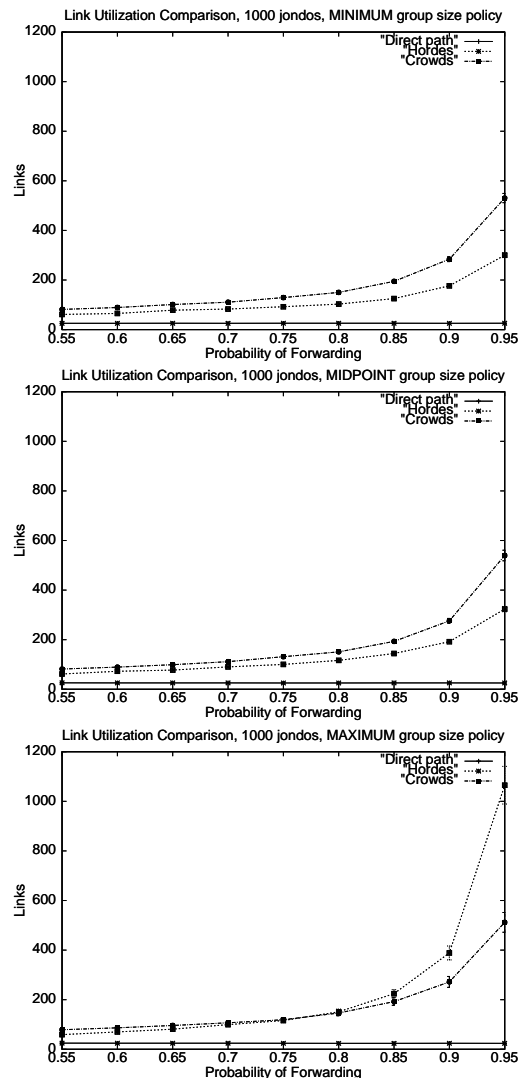 Link Utilization Comparison, 1000 jondos, MINIMUM group size policy
1200
1000
800
600
400
200
0
Links
"Direct path"
"Hordes"
"Crowds"
0.55 0.6 0.65 0.7 0.75 0.8 0.85 0.9 0.95
Probability of Forwarding
Link Utilization Comparison, 1000 jondos, MIDPOINT group size policy
1200
1000
800
600
400
200
0
Links
"Direct path"
"Hordes"
"Crowds"
0.55 0.6 0.65 0.7 0.75 0.8 0.85 0.9 0.95
Probability of Forwarding
Link Utilization Comparison, 1000 jondos, MAXIMUM group size policy
1200
1000
800
600
400
200
0
Links
"Direct path"
"Hordes"
"Crowds"
0.55 0.6 0.65 0.7 0.75 0.8 0.85 0.9 0.95
Probability of Forwarding